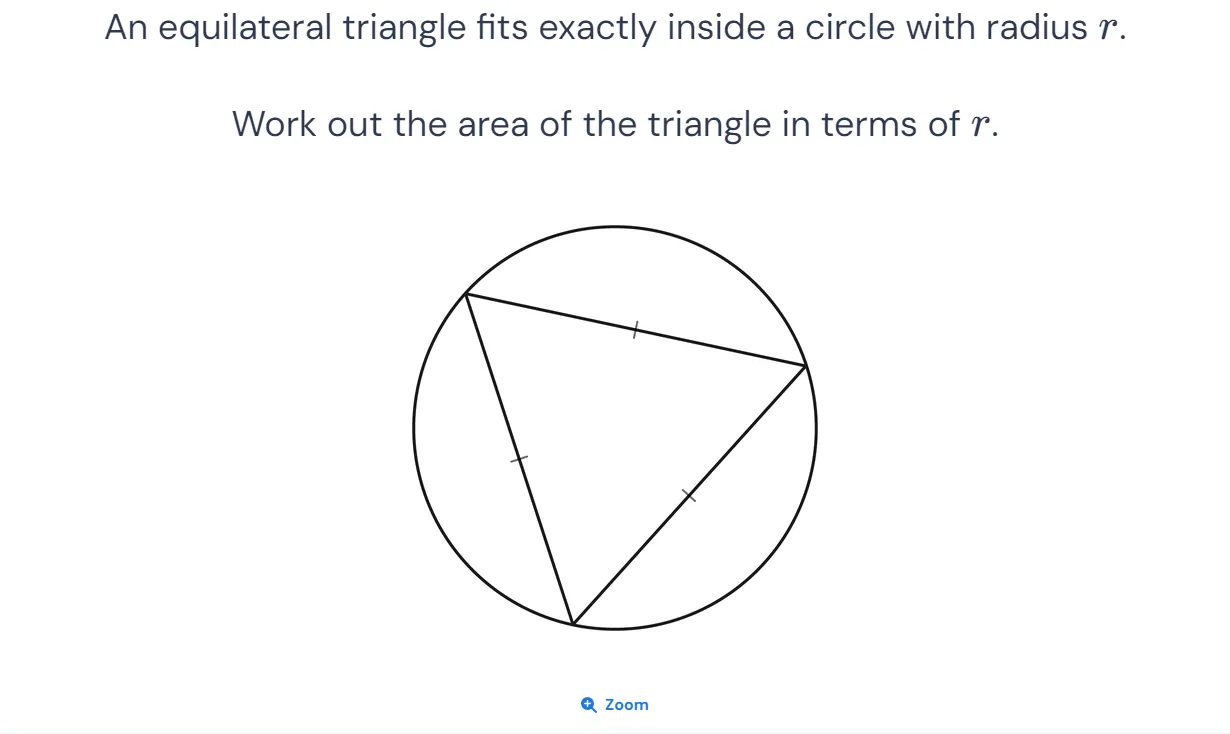 An equilateral triangle fits exactly inside a circle with radius r.
Work out the area of the triangle in terms of r.
Zoom